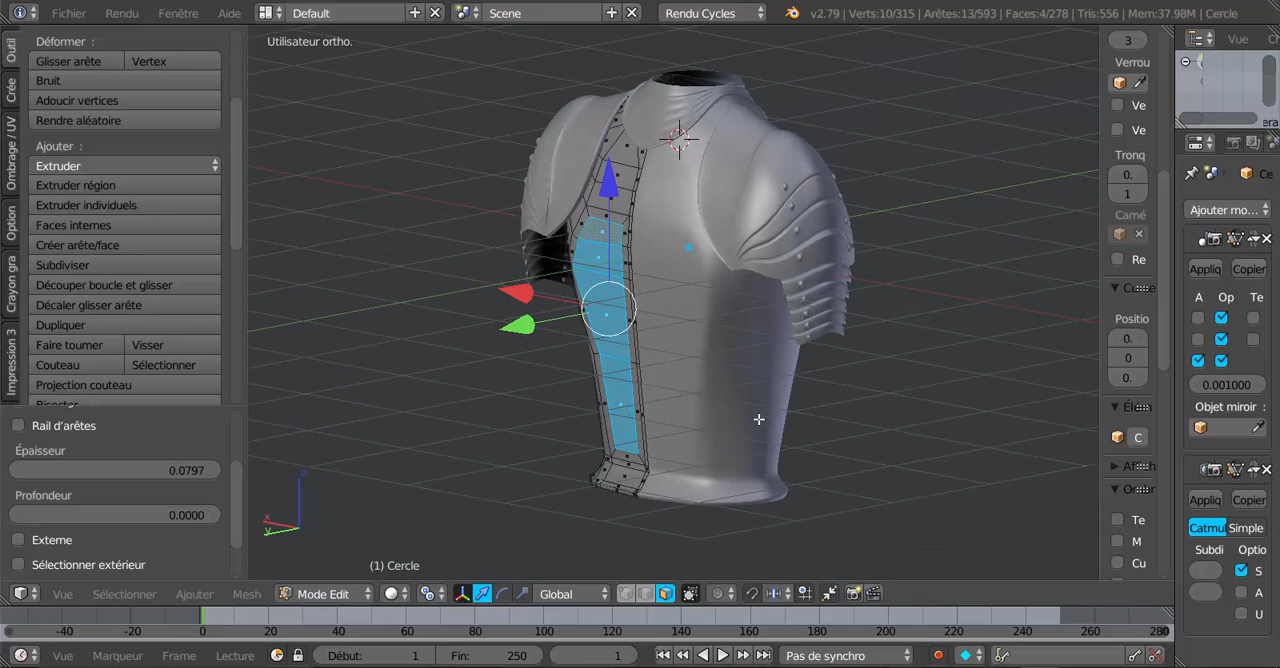 Fichier Rendu Fenêtre Aide Default Scene Rendu Cycles v2.79 | Verts:10/315 | Arêtes:13/593 | Faces:4/278 | Tris:556 | Mem:37.98M | Cercle
Outil
Crée
Ombrage / UV
Option
Crayon gra
Impression 3
Déformer :
Glisser arête Vertex
Bruit
Adoucir vertices
Rendre aléatoire
Ajouter :
Extruder
Extruder région
Extruder individuels
Faces internes
Créer arête/face
Subdiviser
Découper boucle et glisser
Décaler glisser arête
Dupliquer
Faire tourner Visser
Couteau Sélectionner
Projection couteau
Rail d'arêtes
Épaisseur
0.0797
Profondeur
0.0000
Externe
Sélectionner extérieur
Utilisateur ortho.
(1) Cercle
3
Verrou
Ve
Ve
Tronq
0.
1
Camé
Re
Positio
0.
0
0.
C
Te
M
Cu
Vue
era
Ce
Ajouter mo...
Appliq Copier
A Op Te
0.001000
Objet miroir:
Appliq Copier
Catmu Simple
Subdi Optio
S
A
U
Vue Sélectionner Ajouter Mesh Mode Edit Global
-40 -20 0 20 40 60 80 100 120 140 160 180 200 220 240 260 280
Vue Marqueur Frame Lecture Début: 1 Fin: 250 1 Pas de synchro